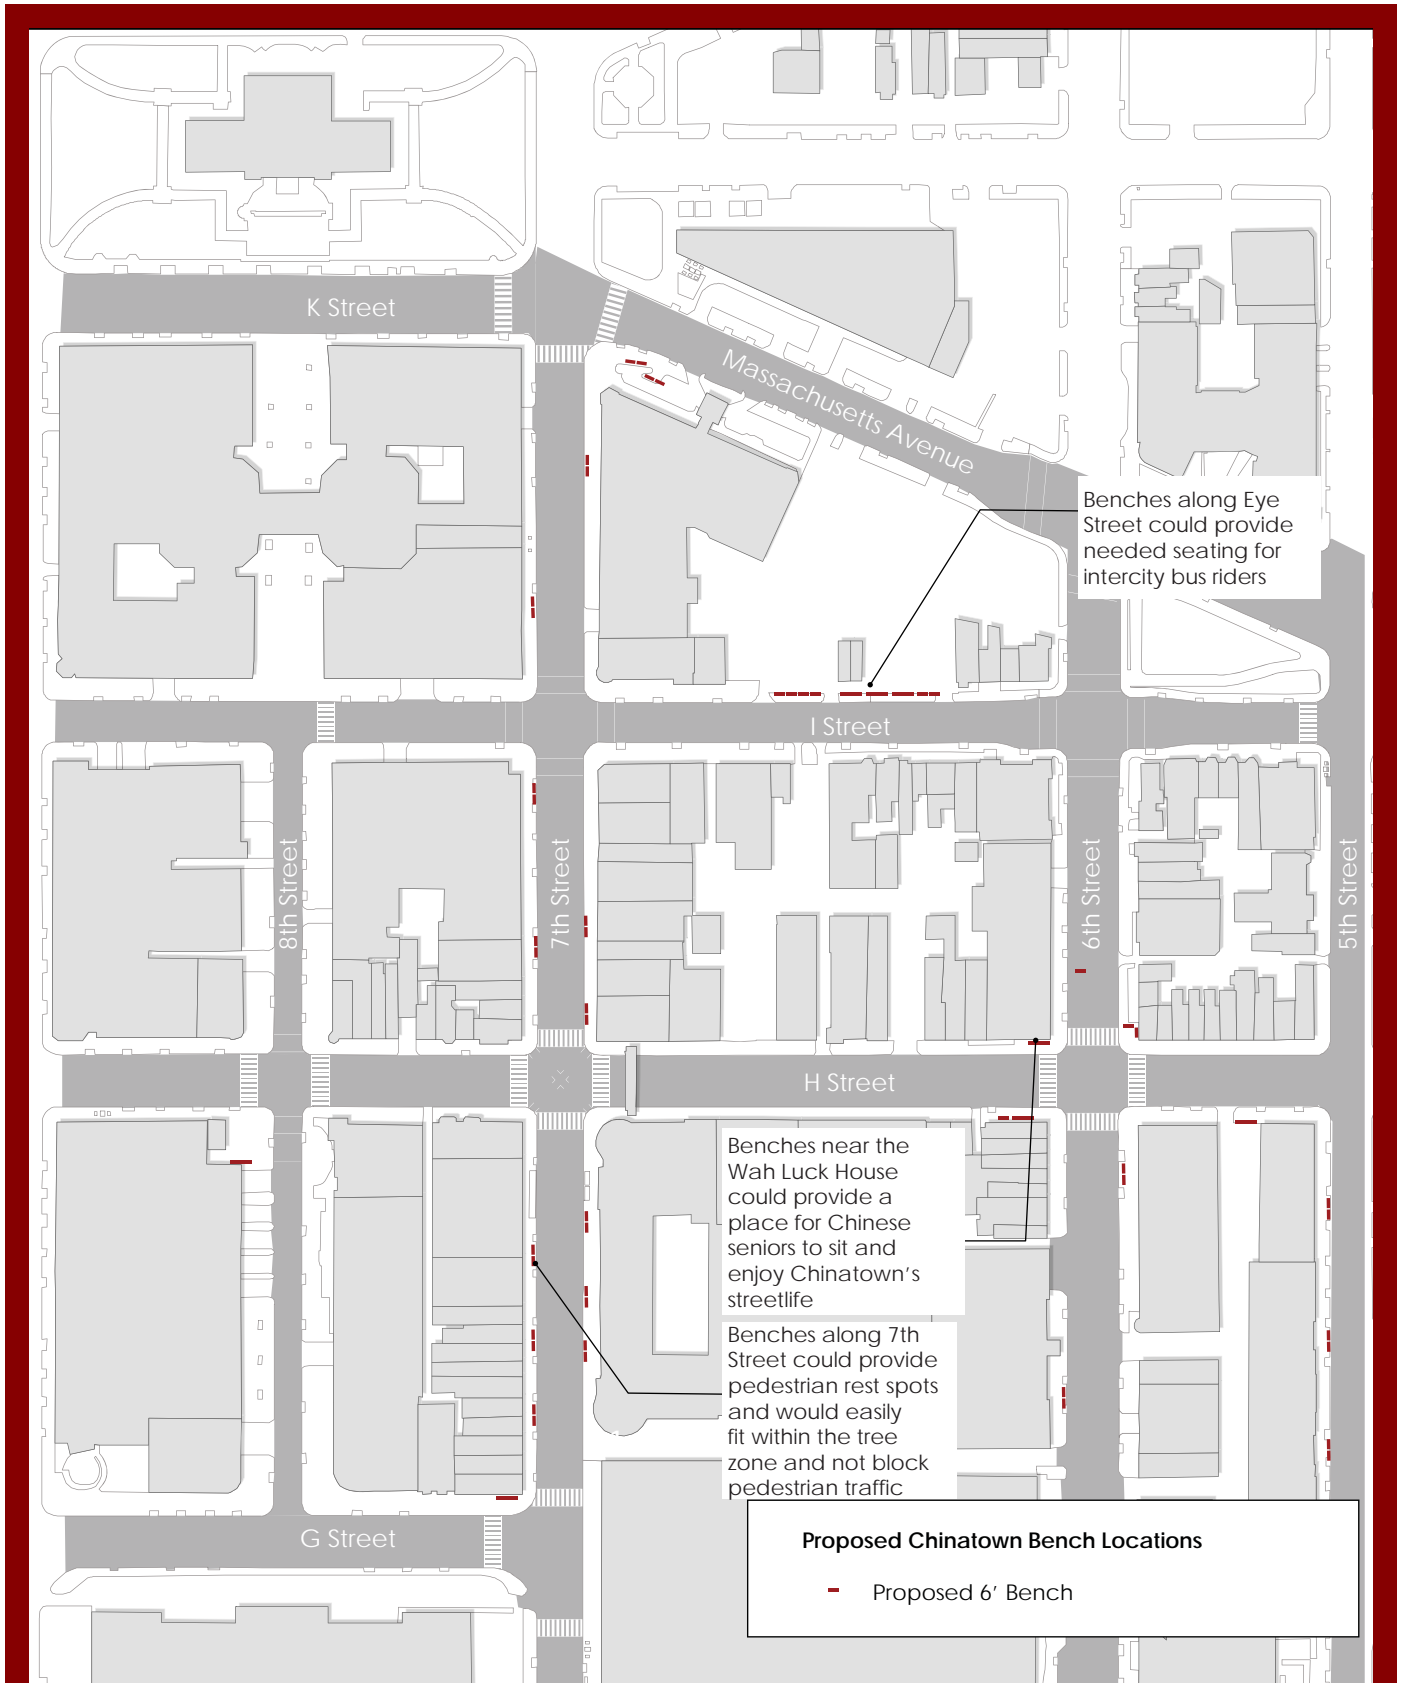 K Street
Massachusetts Avenue
Benches along Eye
Street could provide
needed seating for
intercity bus riders
I Street
8th Street
7th Street
6th Street
5th Street
H Street
Benches near the
Wah Luck House
could provide a
place for Chinese
seniors to sit and
enjoy Chinatown's
streetlife
Benches along 7th
Street could provide
pedestrian rest spots
and would easily
fit within the tree
zone and not block
pedestrian traffic
G Street
Proposed Chinatown Bench Locations
Proposed 6' Bench